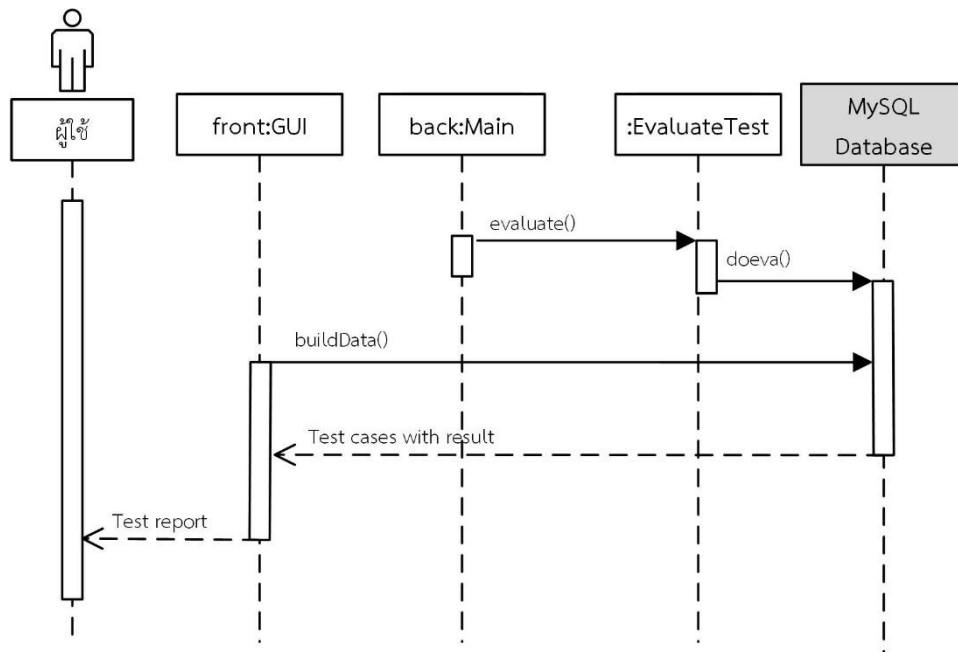 ผู้ใช้
front:GUI
back:Main
:EvaluateTest
MySQL
Database
evaluate()
doeva()
buildData()
Test cases with result
Test report